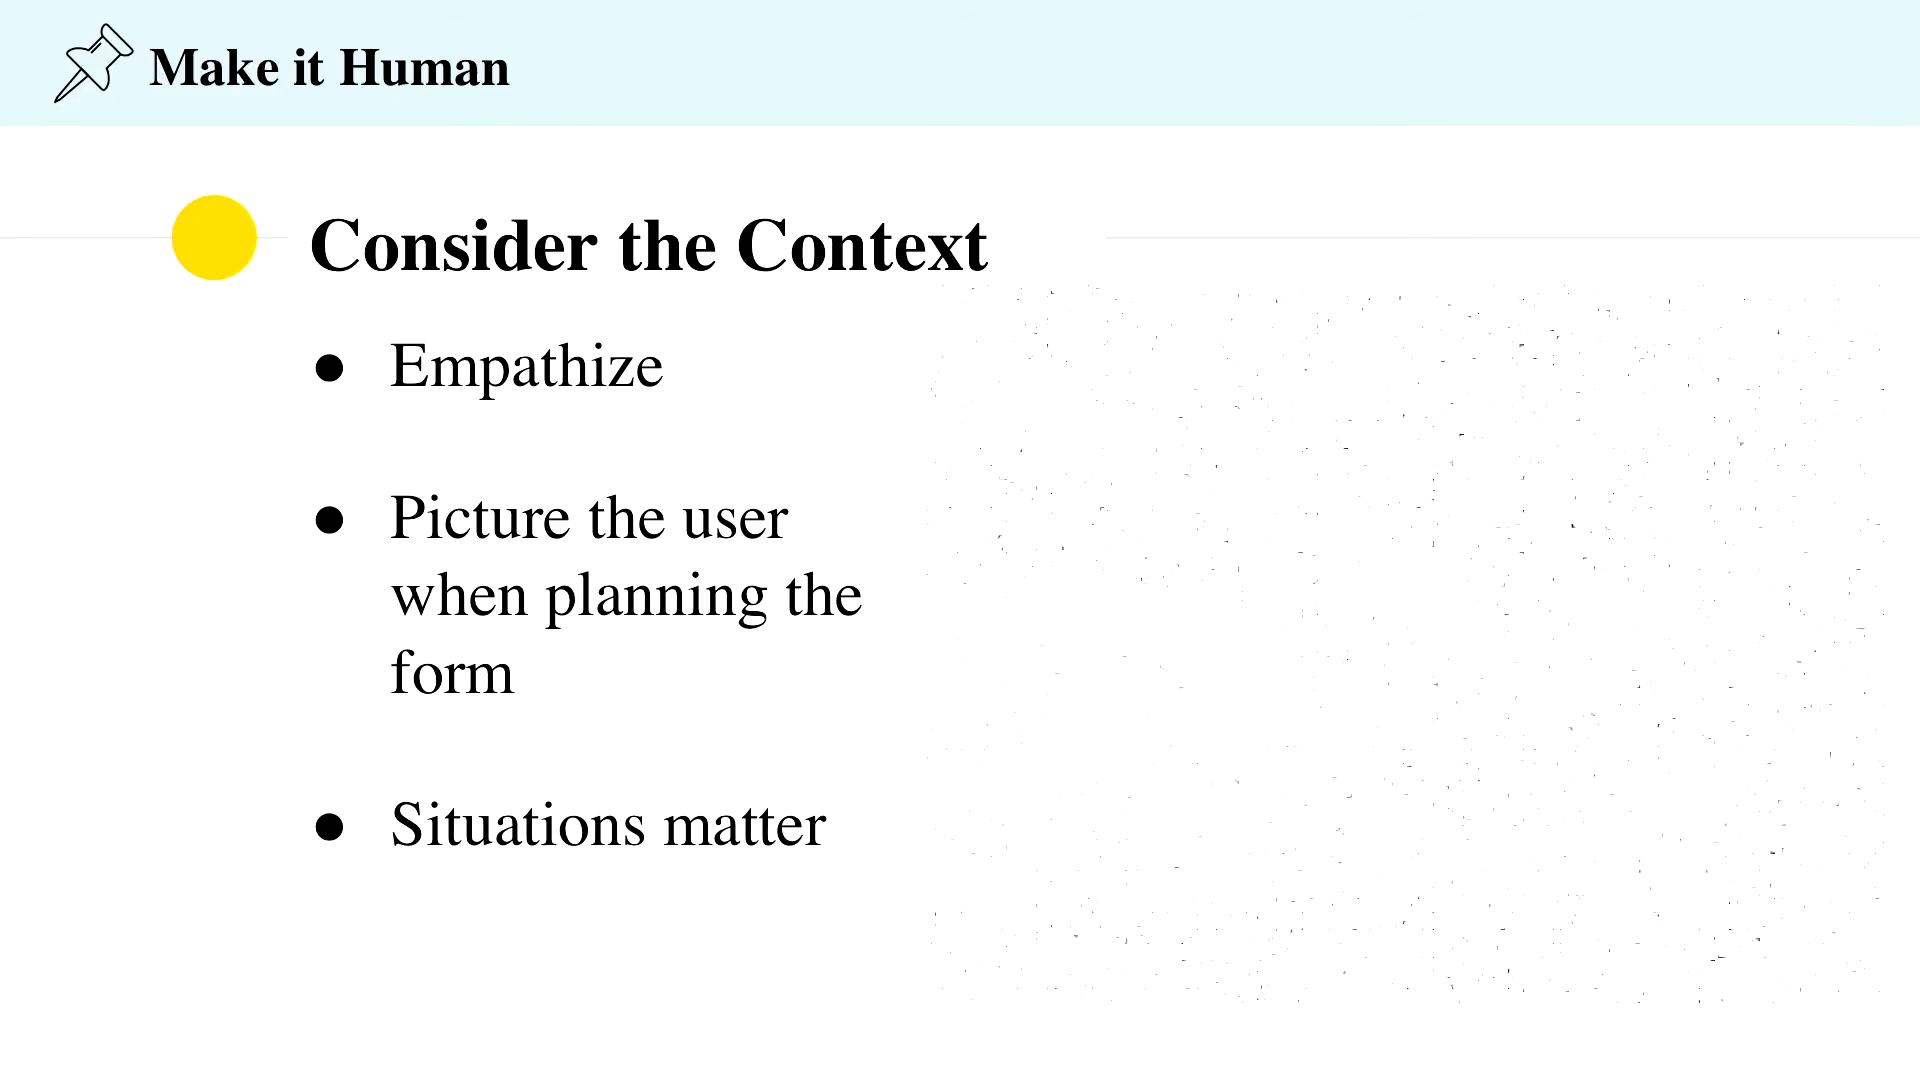 Make it Human
Consider the Context
● Empathize
● Picture the user
when planning the
form
● Situations matter